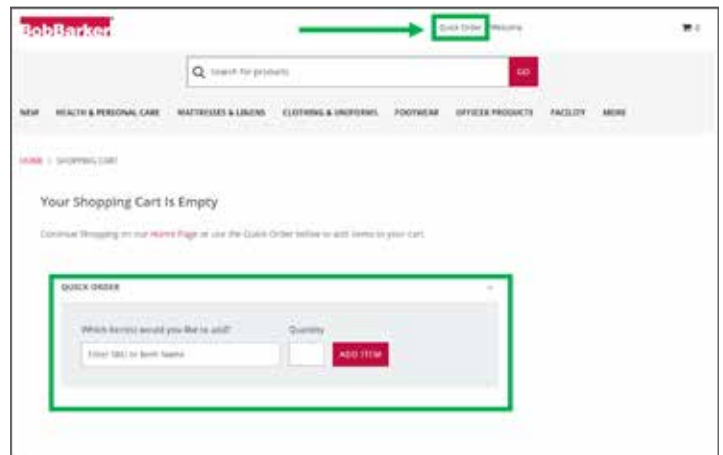 BobBarker
Quick Order Welcome 0
Search for products GO
NEW HEALTH & PERSONAL CARE MATTRESSES & LINENS CLOTHING & UNIFORMS FOOTWEAR OFFICER PRODUCTS FACILITY MORE
HOME SHOPPING CART
Your Shopping Cart Is Empty
Continue Shopping on our Home Page or use the Quick Order below to add items to your cart.
QUICK ORDER
Which item(s) would you like to add? Quantity
Enter SKU or Item Name ADD ITEM